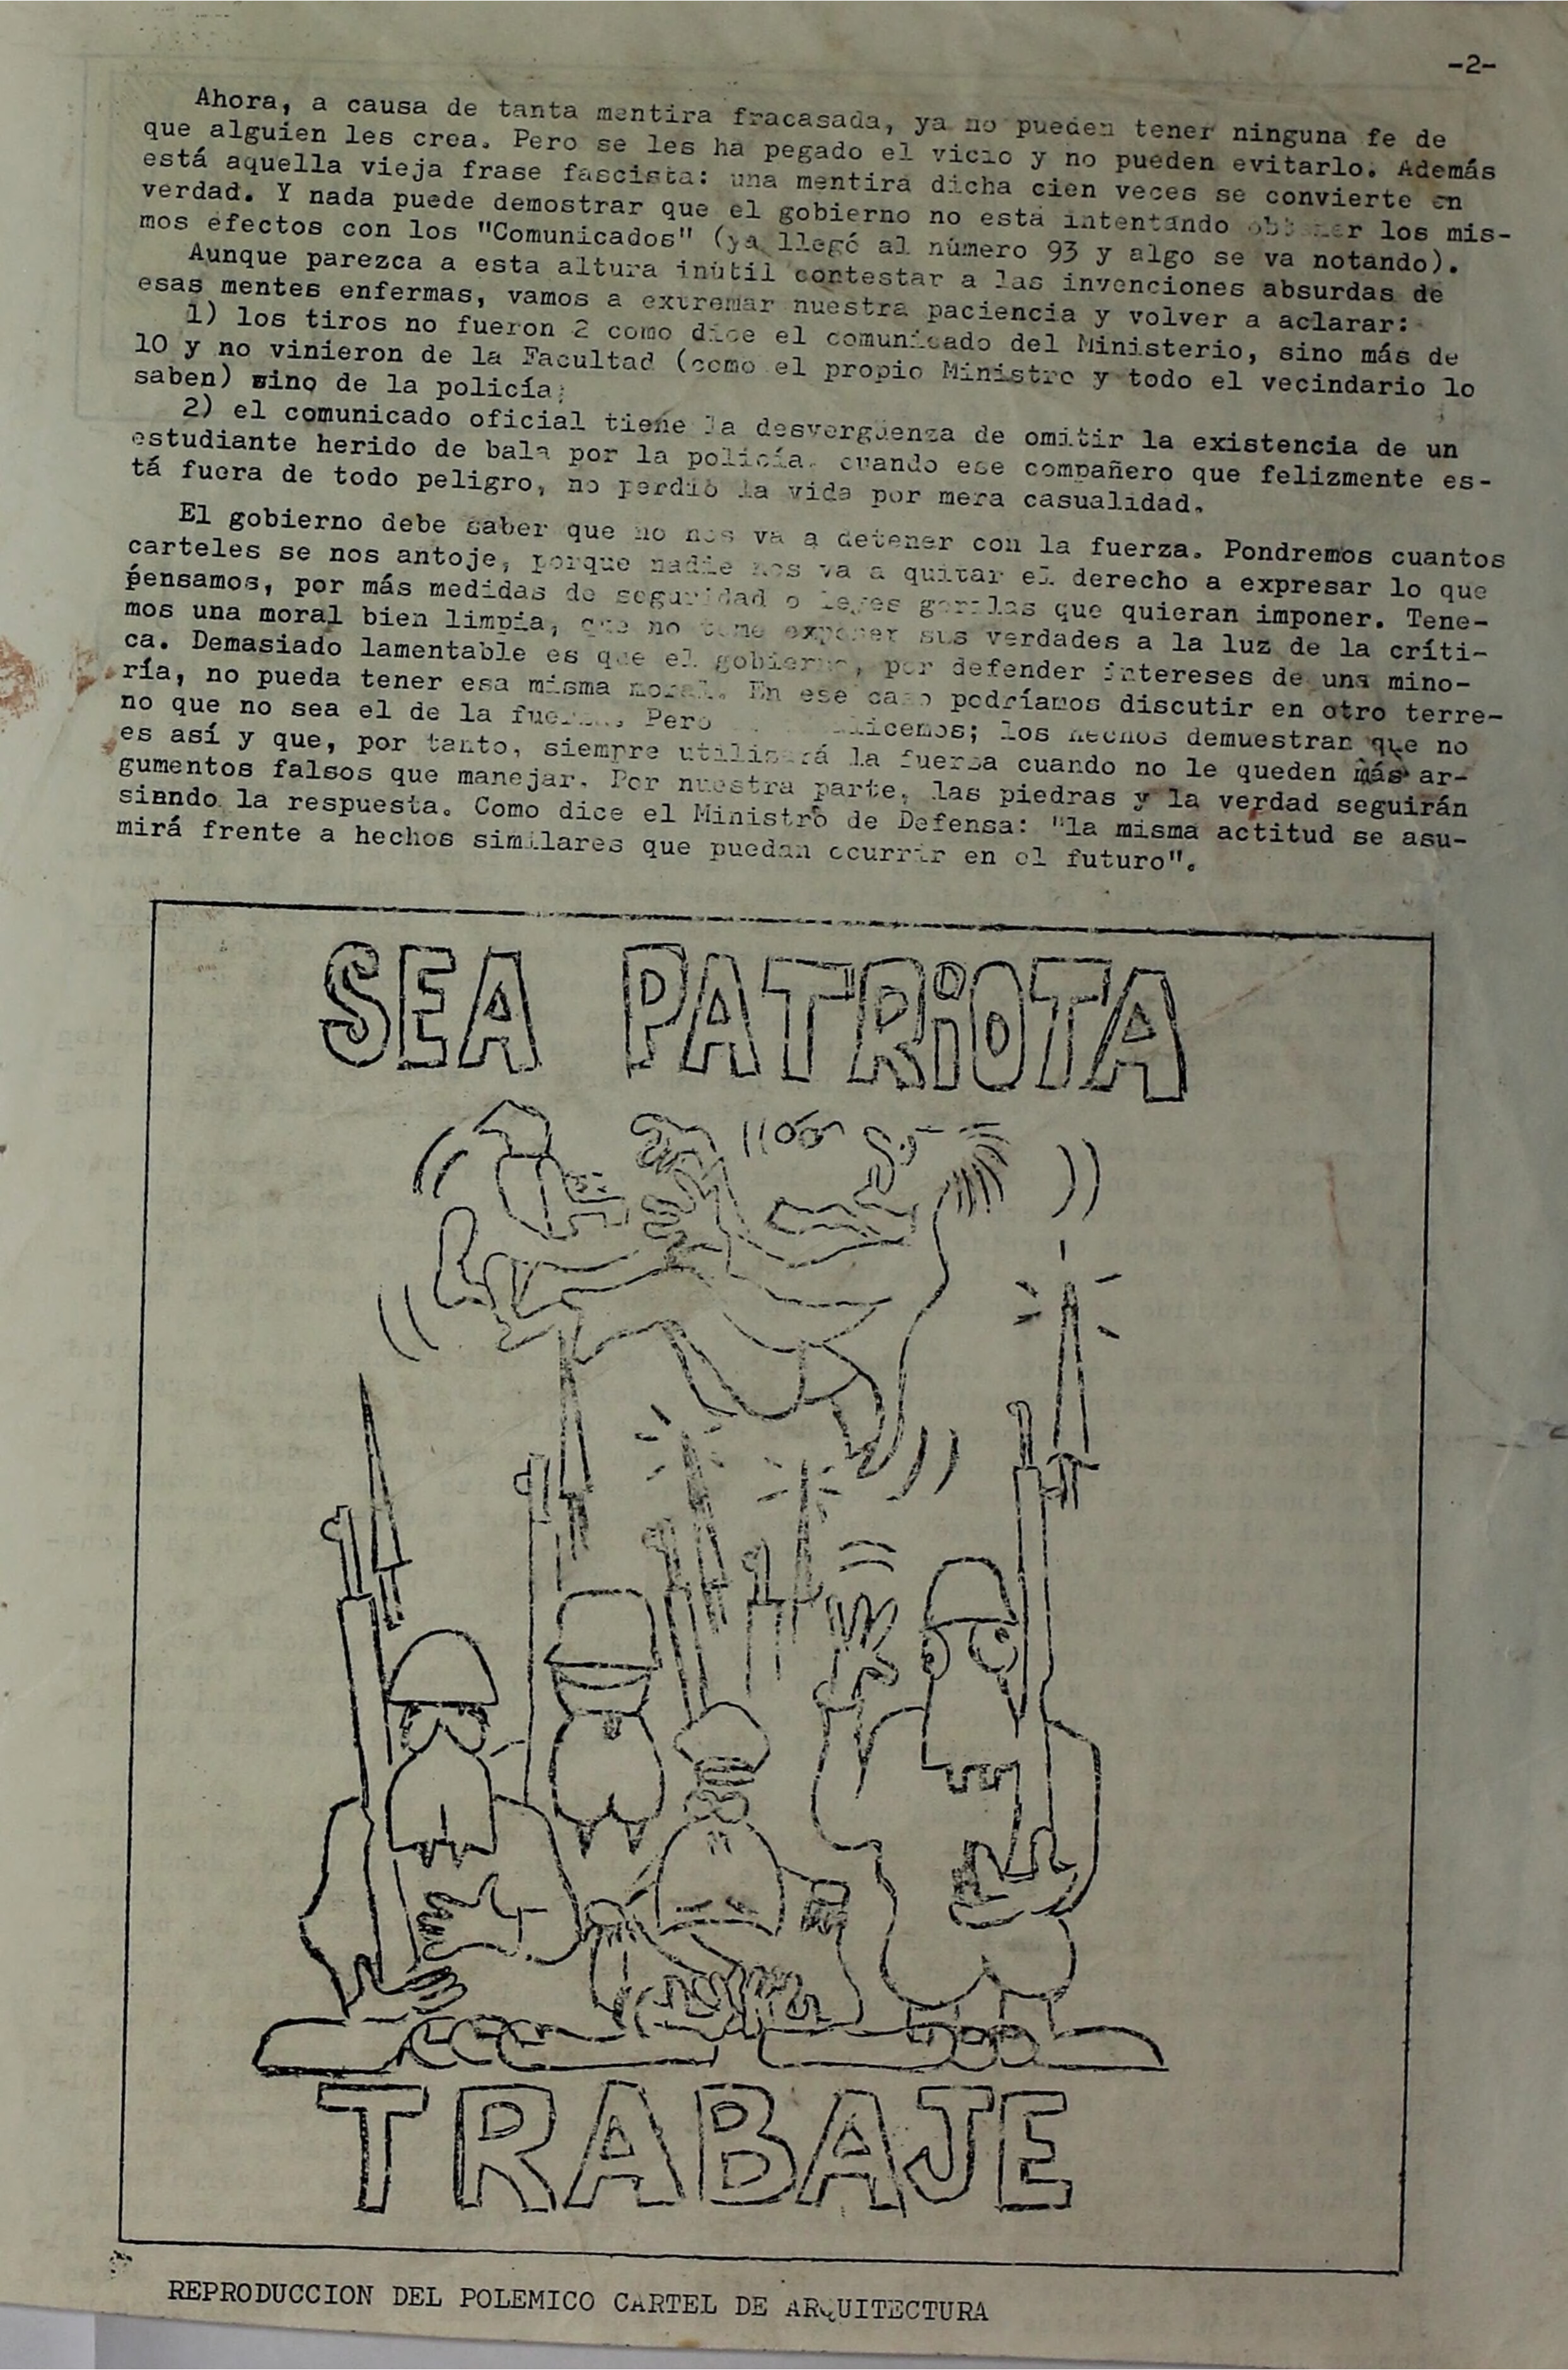 -2-
Ahora, a causa de tanta mentira fracasada, ya no pueden tener ninguna fe de
que alguien les crea. Pero se les ha pegado el vicio y no pueden evitarlo. Además
está aquella vieja frase fascista: una mentira dicha cien veces se convierte en
verdad. Y nada puede demostrar que el gobierno no está intentando obtener los mis-
mos efectos con los "Comunicados" (ya llegó al número 93 y algo se va notando).
Aunque parezca a esta altura inútil contestar a las invenciones absurdas de
esas mentes enfermas, vamos a extremar nuestra paciencia y volver a aclarar:
1) los tiros no fueron 2 como dice el comunicado del Ministerio, sino más de
10 y no vinieron de la Facultad (como el propio Ministro y todo el vecindario lo
saben) sino de la policía;
2) el comunicado oficial tiene la desvergüenza de omitir la existencia de un
estudiante herido de bala por la policía, cuando ese compañero que felizmente es-
tá fuera de todo peligro, no perdió la vida por mera casualidad.
El gobierno debe saber que no nos va a detener con la fuerza. Pondremos cuantos
carteles se nos antoje, porque nadie nos va a quitar el derecho a expresar lo que
pensamos, por más medidas de seguridad o leyes gorilas que quieran imponer. Tene-
mos una moral bien limpia, que no teme exponer sus verdades a la luz de la críti-
ca. Demasiado lamentable es que el gobierno, por defender intereses de una mino-
ría, no pueda tener esa misma moral. En ese caso podríamos discutir en otro terre-
no que no sea el de la fuerza. Pero los hechos demuestran que no
es así y que, por tanto, siempre utilizará la fuerza cuando no le queden más ar-
gumentos falsos que manejar. Por nuestra parte, las piedras y la verdad seguirán
siendo la respuesta. Como dice el Ministro de Defensa: "la misma actitud se asu-
mirá frente a hechos similares que puedan ocurrir en el futuro".
SEA PATRiOTA
TRABAJE
REPRODUCCION DEL POLEMICO CARTEL DE ARQUITECTURA